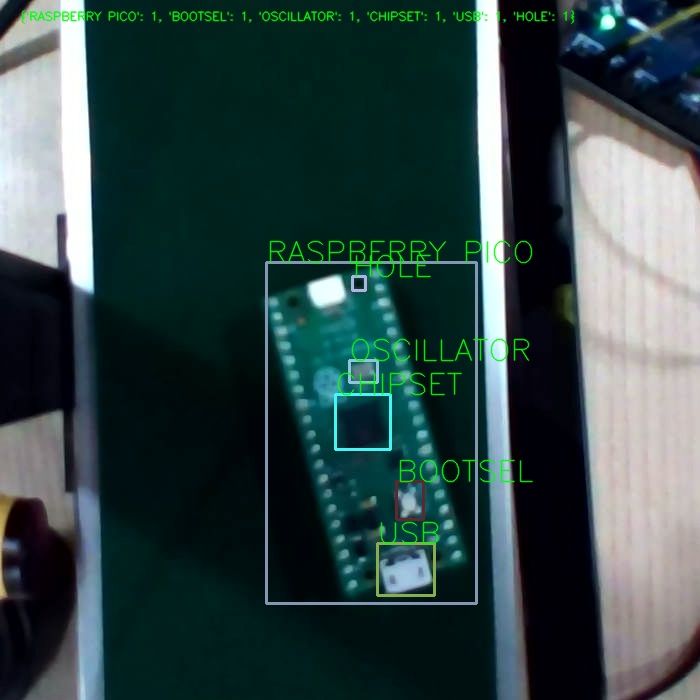 {'RASPBERRY PICO': 1, 'BOOTSEL': 1, 'OSCILLATOR': 1, 'CHIPSET': 1, 'USB': 1, 'HOLE': 1}
RASPBERRY PICO
HOLE
OSCILLATOR
CHIPSET
BOOTSEL
USB